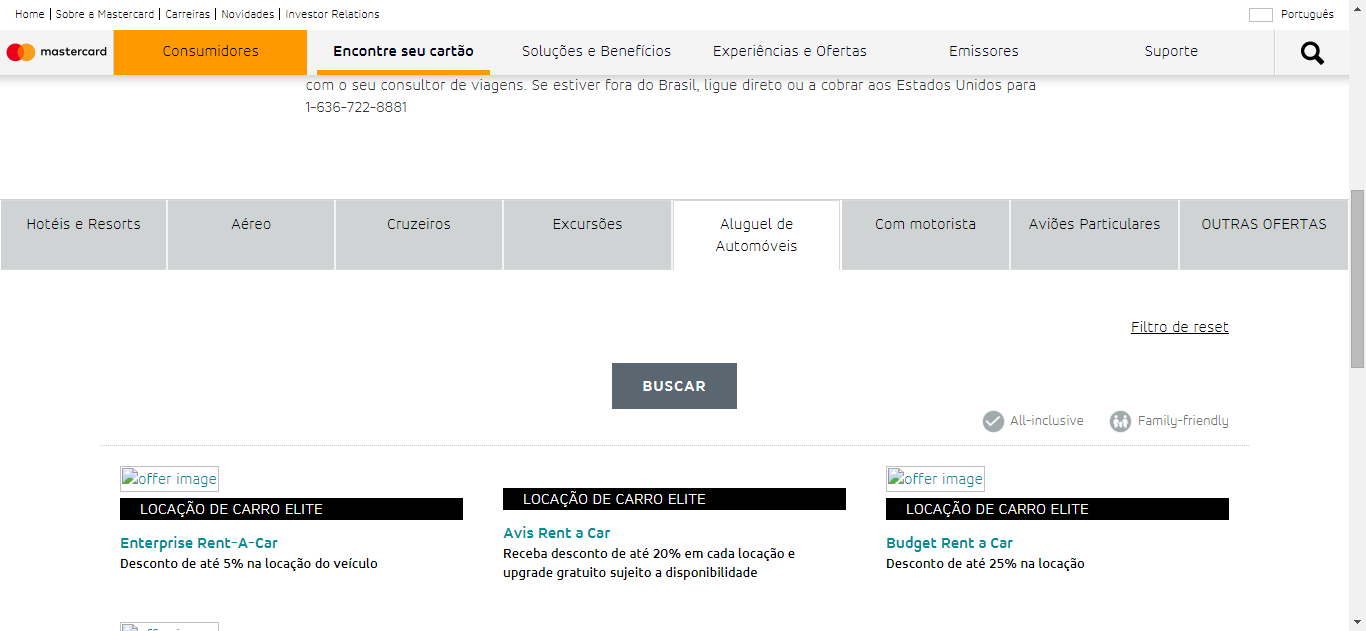 Home | Sobre a Mastercard | Carreiras | Novidades | Investor Relations
Português
mastercard
Consumidores
Encontre seu cartão
Soluções e Benefícios
Experiências e Ofertas
Emissores
Suporte
com o seu consultor de viagens. Se estiver fora do Brasil, ligue direto ou a cobrar aos Estados Unidos para
1-636-722-8881
Hotéis e Resorts
Aéreo
Cruzeiros
Excursões
Aluguel de
Automóveis
Com motorista
Aviões Particulares
OUTRAS OFERTAS
Filtro de reset
BUSCAR
All-inclusive
Family-friendly
offer image
LOCAÇÃO DE CARRO ELITE
Enterprise Rent-A-Car
Desconto de até 5% na locação do veículo
LOCAÇÃO DE CARRO ELITE
Avis Rent a Car
Receba desconto de até 20% em cada locação e
upgrade gratuito sujeito a disponibilidade
offer image
LOCAÇÃO DE CARRO ELITE
Budget Rent a Car
Desconto de até 25% na locação
offer image